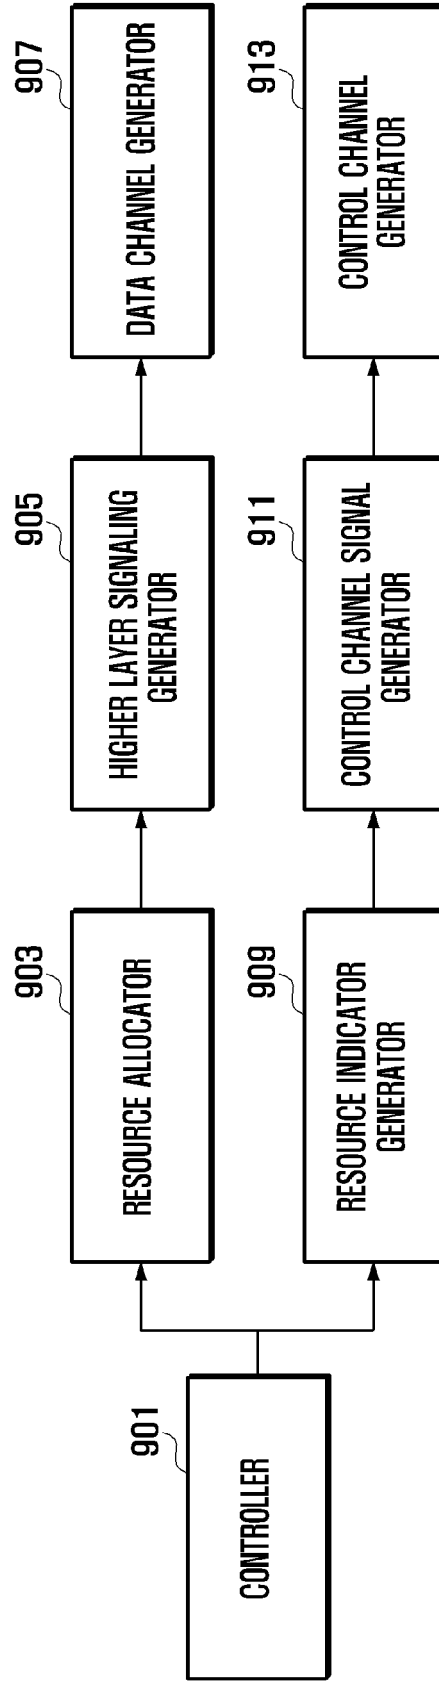 901
CONTROLLER
903
RESOURCE ALLOCATOR
905
HIGHER LAYER SIGNALING
GENERATOR
907
DATA CHANNEL GENERATOR
909
RESOURCE INDICATOR
GENERATOR
911
CONTROL CHANNEL SIGNAL
GENERATOR
913
CONTROL CHANNEL
GENERATOR